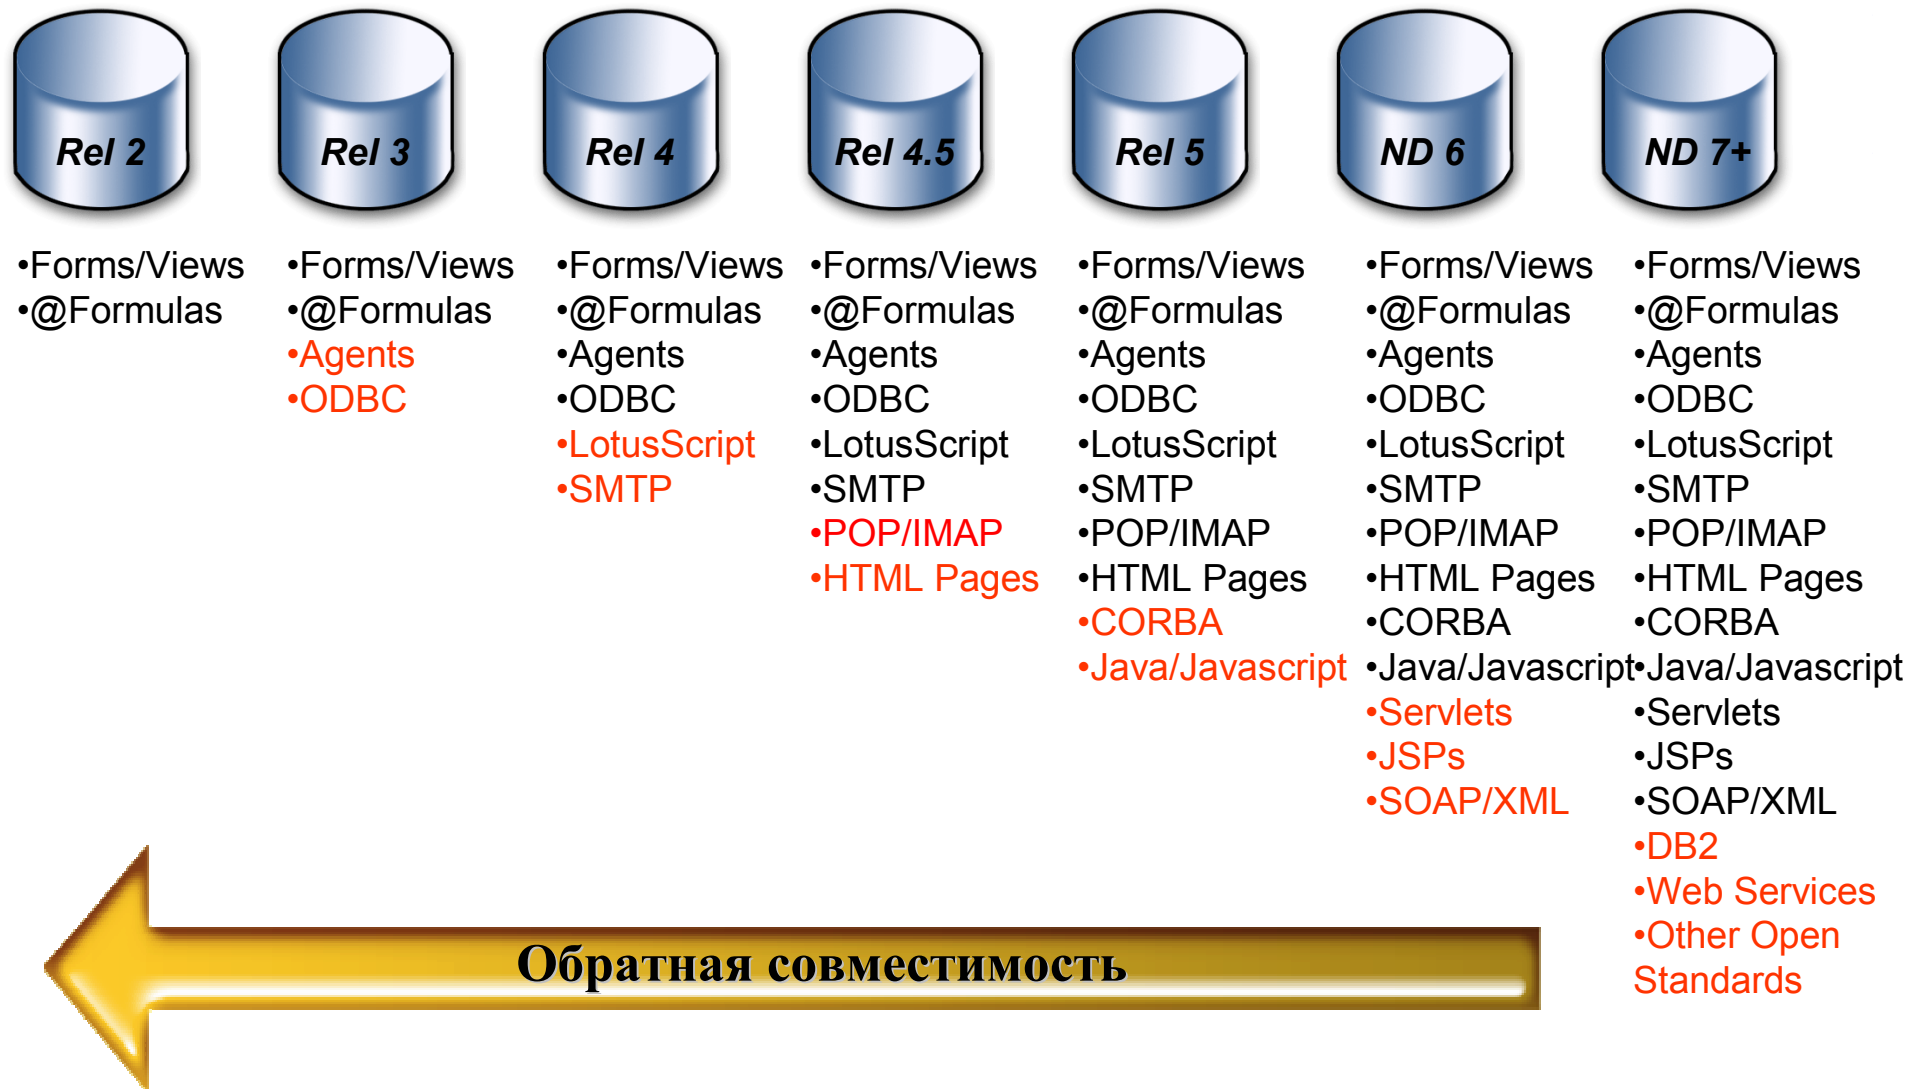 Rel 2
Rel 3
Rel 4
Rel 4.5
Rel 5
ND 6
ND 7+
•Forms/Views
•@Formulas
•Forms/Views
•@Formulas
•Agents
•ODBC
•Forms/Views
•@Formulas
•Agents
•ODBC
•LotusScript
•SMTP
•Forms/Views
•@Formulas
•Agents
•ODBC
•LotusScript
•SMTP
•POP/IMAP
•HTML Pages
•Forms/Views
•@Formulas
•Agents
•ODBC
•LotusScript
•SMTP
•POP/IMAP
•HTML Pages
•CORBA
•Java/Javascript
•Forms/Views
•@Formulas
•Agents
•ODBC
•LotusScript
•SMTP
•POP/IMAP
•HTML Pages
•CORBA
•Java/Javascript
•Servlets
•JSPs
•SOAP/XML
•Forms/Views
•@Formulas
•Agents
•ODBC
•LotusScript
•SMTP
•POP/IMAP
•HTML Pages
•CORBA
•Java/Javascript
•Servlets
•JSPs
•SOAP/XML
•DB2
•Web Services
•Other Open
Standards
Обратная совместимость